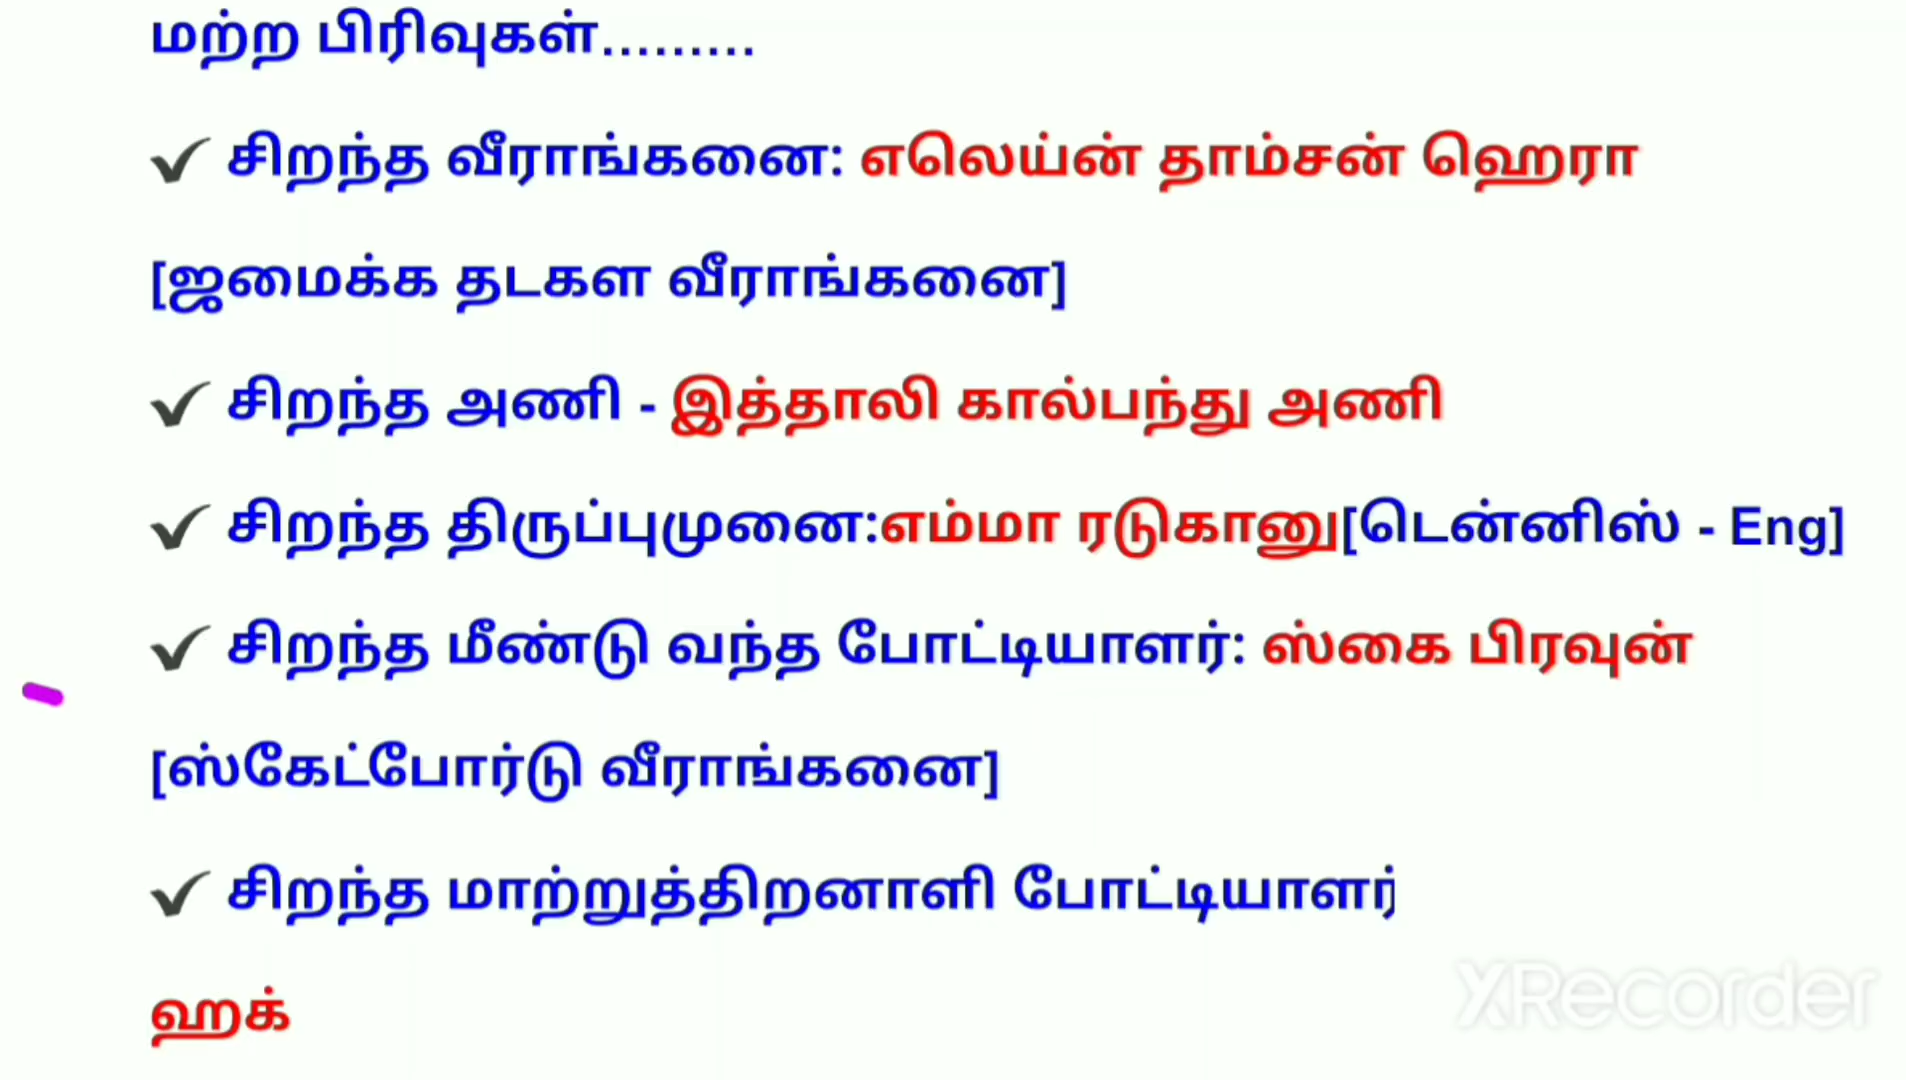 மற்ற பிரிவுகள்.........
✓ சிறந்த வீராங்கனை: எலெய்ன் தாம்சன் ஹெரா
[ஜமைக்க தடகள வீராங்கனை]
✓ சிறந்த அணி - இத்தாலி கால்பந்து அணி
✓ சிறந்த திருப்புமுனை:எம்மா ரடுகானு[டென்னிஸ் - Eng]
✓ சிறந்த மீண்டு வந்த போட்டியாளர்: ஸ்கை பிரவுன்
[ஸ்கேட்போர்டு வீராங்கனை]
✓ சிறந்த மாற்றுத்திறனாளி போட்டியாளர்
ஹக்
XRecorder